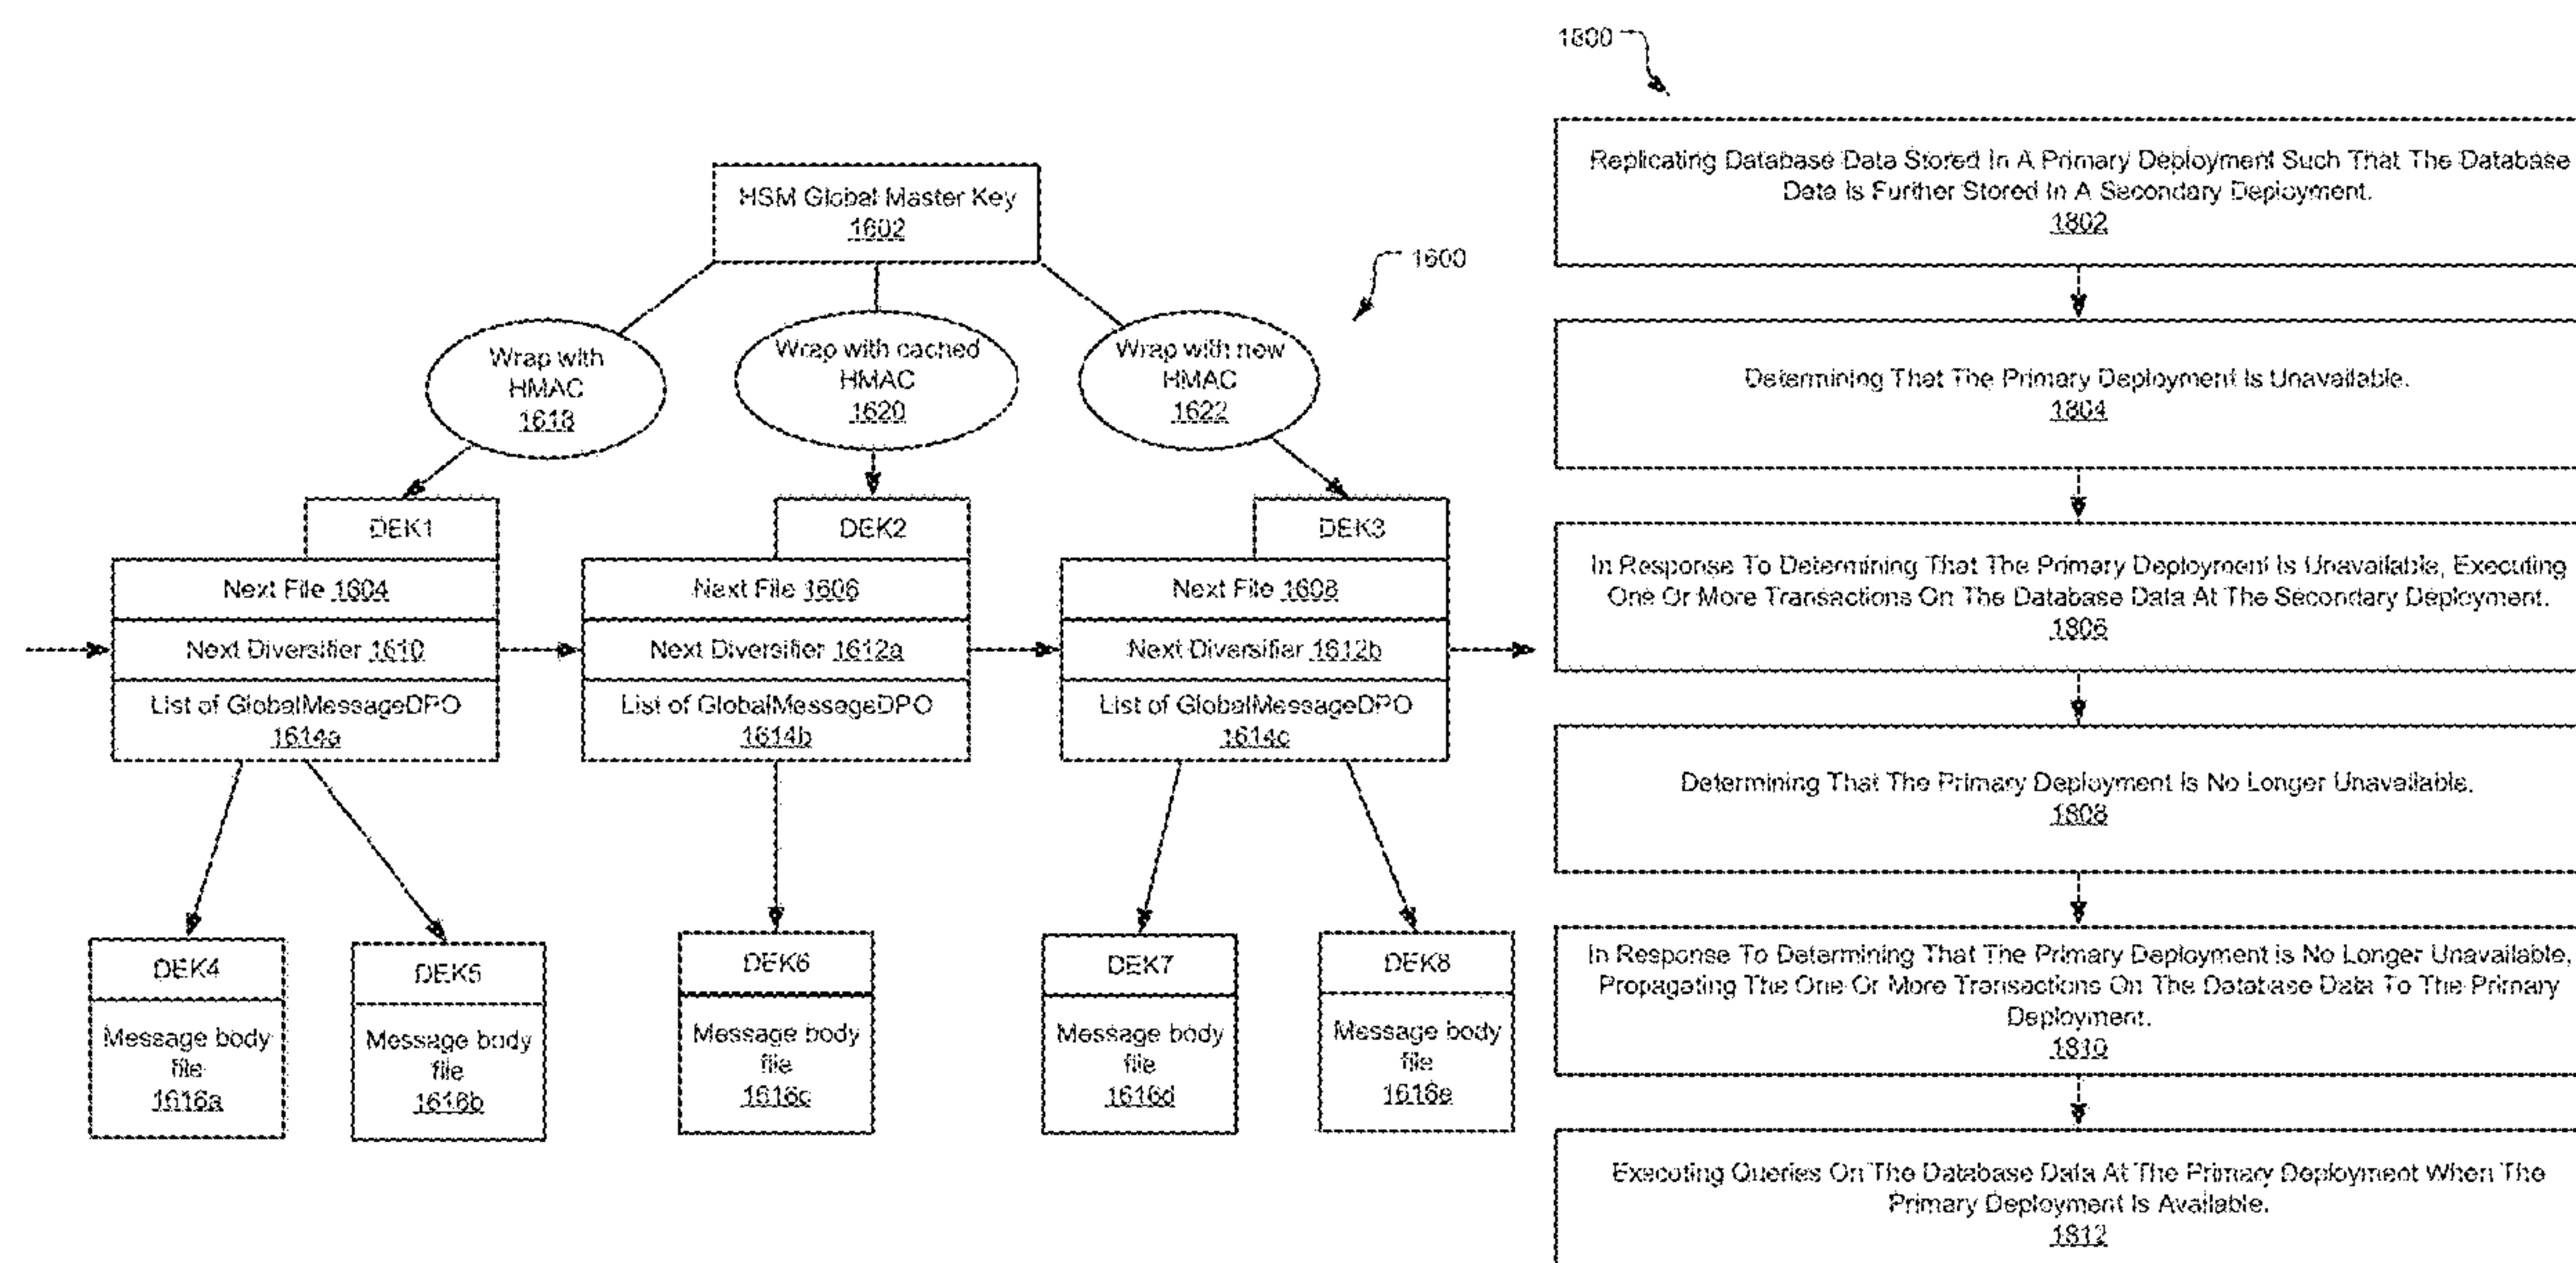 HSM Global Master Key
1602
1600
Wrap with
HMAC
1618
Wrap with cached
HMAC
1620
Wrap with new
HMAC
1622
DEK1
Next File 1604
Next Diversifier 1610
List of GlobalMessageDPO
1614a
DEK2
Next File 1606
Next Diversifier 1612a
List of GlobalMessageDPO
1614b
DEK3
Next File 1608
Next Diversifier 1612b
List of GlobalMessageDPO
1614c
DEK4
Message body
file
1616a
DEK5
Message body
file
1616b
DEK6
Message body
file
1616c
DEK7
Message body
file
1616d
DEK8
Message body
file
1616e
1800
Replicating Database Data Stored In A Primary Deployment Such That The Database
Data Is Further Stored In A Secondary Deployment.
1802
Determining That The Primary Deployment Is Unavailable.
1804
In Response To Determining That The Primary Deployment Is Unavailable, Executing
One Or More Transactions On The Database Data At The Secondary Deployment.
1806
Determining That The Primary Deployment Is No Longer Unavailable.
1808
In Response To Determining That The Primary Deployment is No Longer Unavailable,
Propagating The One Or More Transactions On The Database Data To The Primary
Deployment.
1810
Executing Queries On The Database Data At The Primary Deployment When The
Primary Deployment Is Available.
1812